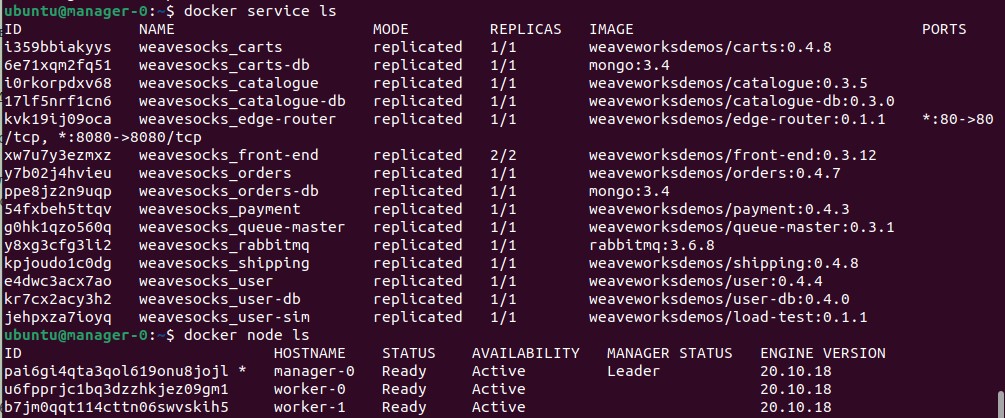 ubuntu@manager-0:~$ docker service ls
ID NAME MODE REPLICAS IMAGE PORTS
i359bbiakyys weavesocks_carts replicated 1/1 weaveworksdemos/carts:0.4.8
6e71xqm2fq51 weavesocks_carts-db replicated 1/1 mongo:3.4
i0rkorpdxv68 weavesocks_catalogue replicated 1/1 weaveworksdemos/catalogue:0.3.5
17lf5nrf1cn6 weavesocks_catalogue-db replicated 1/1 weaveworksdemos/catalogue-db:0.3.0
kvk19ij09oca weavesocks_edge-router replicated 1/1 weaveworksdemos/edge-router:0.1.1 *:80->80
/tcp, *:8080->8080/tcp
xw7u7y3ezmxz weavesocks_front-end replicated 2/2 weaveworksdemos/front-end:0.3.12
y7b02j4hvieu weavesocks_orders replicated 1/1 weaveworksdemos/orders:0.4.7
ppe8jz2n9uqp weavesocks_orders-db replicated 1/1 mongo:3.4
54fxbeh5ttqv weavesocks_payment replicated 1/1 weaveworksdemos/payment:0.4.3
g0hk1qzo560q weavesocks_queue-master replicated 1/1 weaveworksdemos/queue-master:0.3.1
y8xg3cfg3li2 weavesocks_rabbitmq replicated 1/1 rabbitmq:3.6.8
kpjoudo1c0dg weavesocks_shipping replicated 1/1 weaveworksdemos/shipping:0.4.8
e4dwc3acx7ao weavesocks_user replicated 1/1 weaveworksdemos/user:0.4.4
kr7cx2acy3h2 weavesocks_user-db replicated 1/1 weaveworksdemos/user-db:0.4.0
jehpxza7ioyq weavesocks_user-sim replicated 1/1 weaveworksdemos/load-test:0.1.1
ubuntu@manager-0:~$ docker node ls
ID HOSTNAME STATUS AVAILABILITY MANAGER STATUS ENGINE VERSION
pai6gi4qta3qol619onu8jojl * manager-0 Ready Active Leader 20.10.18
u6fpprjc1bq3dzzhkjez09gm1 worker-0 Ready Active 20.10.18
b7jm0qqt114cttn06swvskih5 worker-1 Ready Active 20.10.18